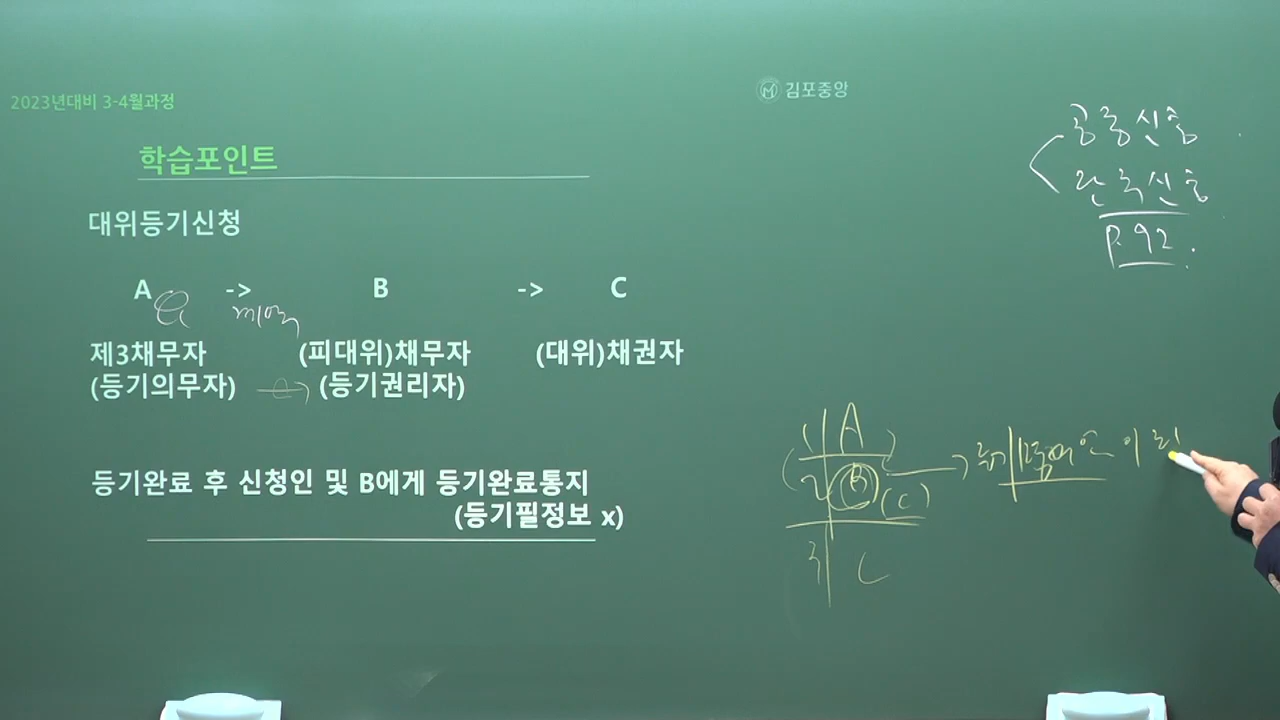 2023년대비 3-4월과정
김포중앙
학습포인트
대위등기신청
A -> B -> C
제3채무자 (피대위)채무자 (대위)채권자
(등기의무자) (등기권리자)
등기완료 후 신청인 및 B에게 등기완료통지
(등기필정보 x)
공동신청
단독신청
P.92
1 A
2 B (C)
3 C